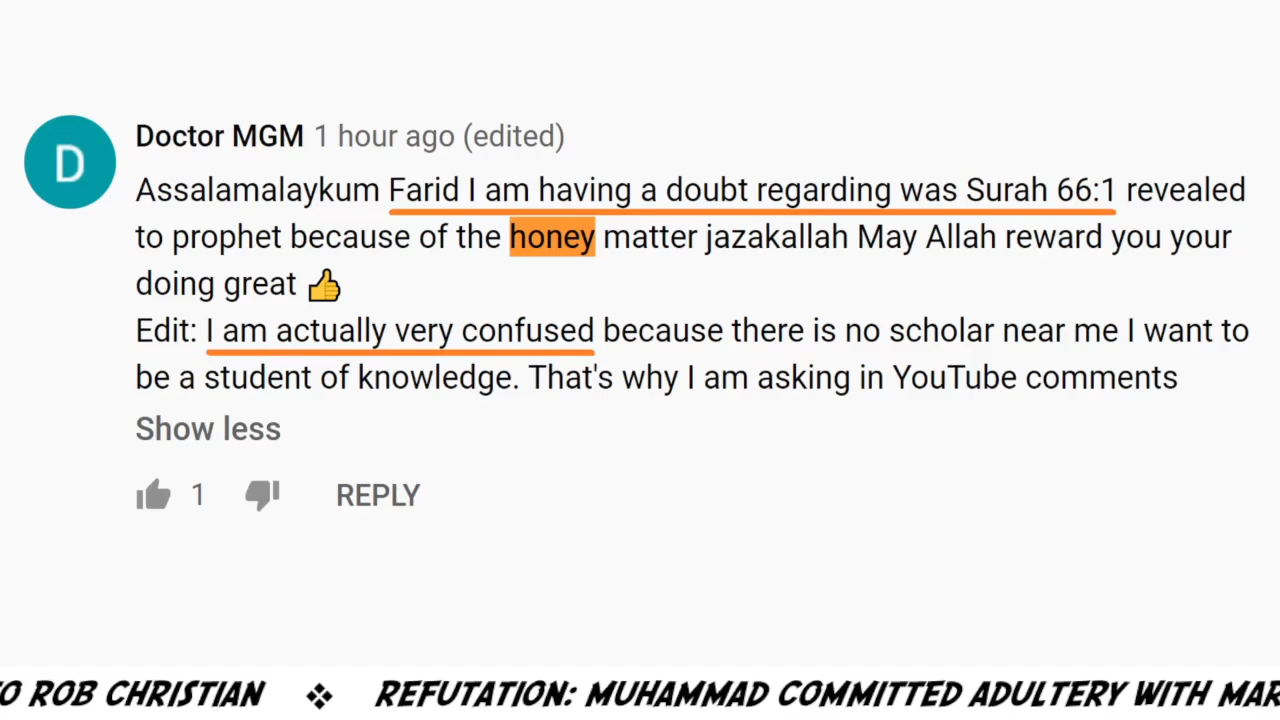 D
Doctor MGM 1 hour ago (edited)
Assalamalaykum Farid I am having a doubt regarding was Surah 66:1 revealed
to prophet because of the honey matter jazakallah May Allah reward you your
doing great 👍
Edit: I am actually very confused because there is no scholar near me I want to
be a student of knowledge. That's why I am asking in YouTube comments
Show less
1 REPLY
TO ROB CHRISTIAN ❖ REFUTATION: MUHAMMAD COMMITTED ADULTERY WITH